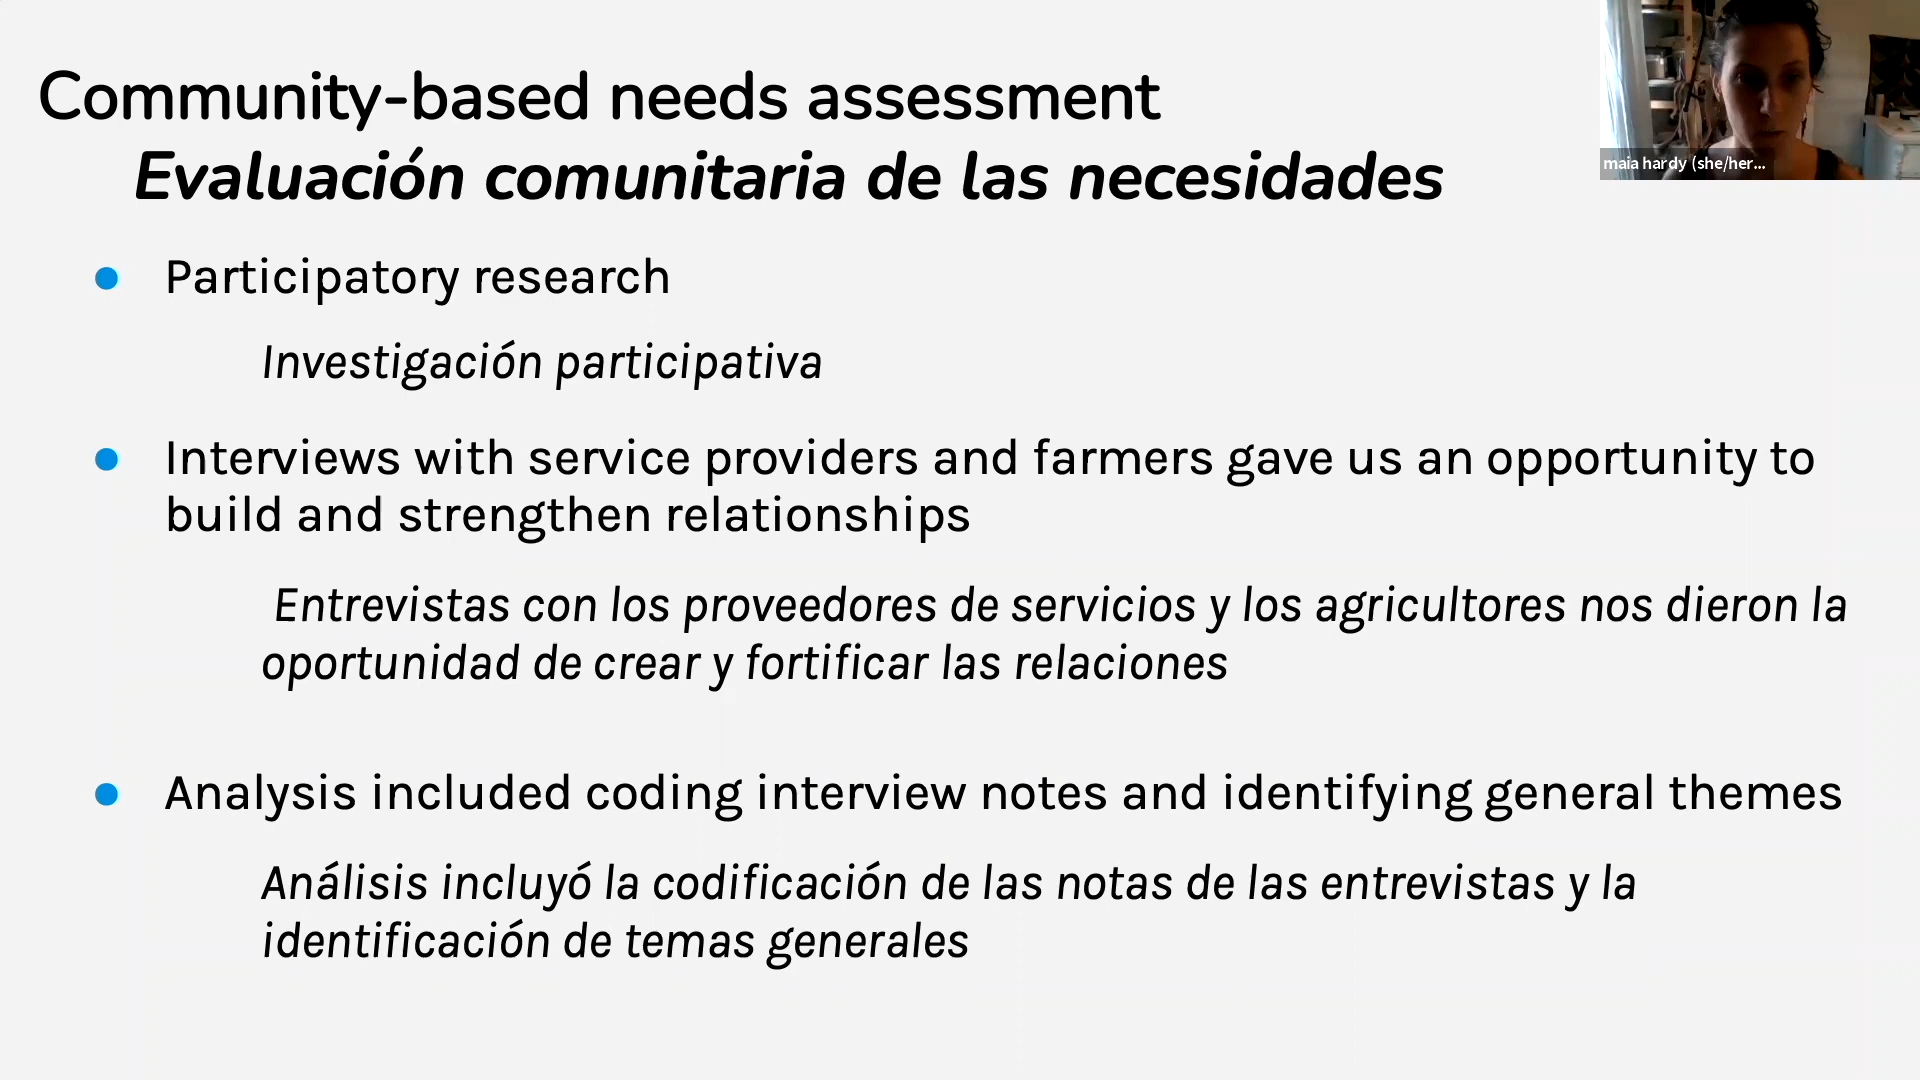 Community-based needs assessment
Evaluación comunitaria de las necesidades
maia hardy (she/her...
● Participatory research
Investigación participativa
● Interviews with service providers and farmers gave us an opportunity to
build and strengthen relationships
Entrevistas con los proveedores de servicios y los agricultores nos dieron la
oportunidad de crear y fortificar las relaciones
● Analysis included coding interview notes and identifying general themes
Análisis incluyó la codificación de las notas de las entrevistas y la
identificación de temas generales